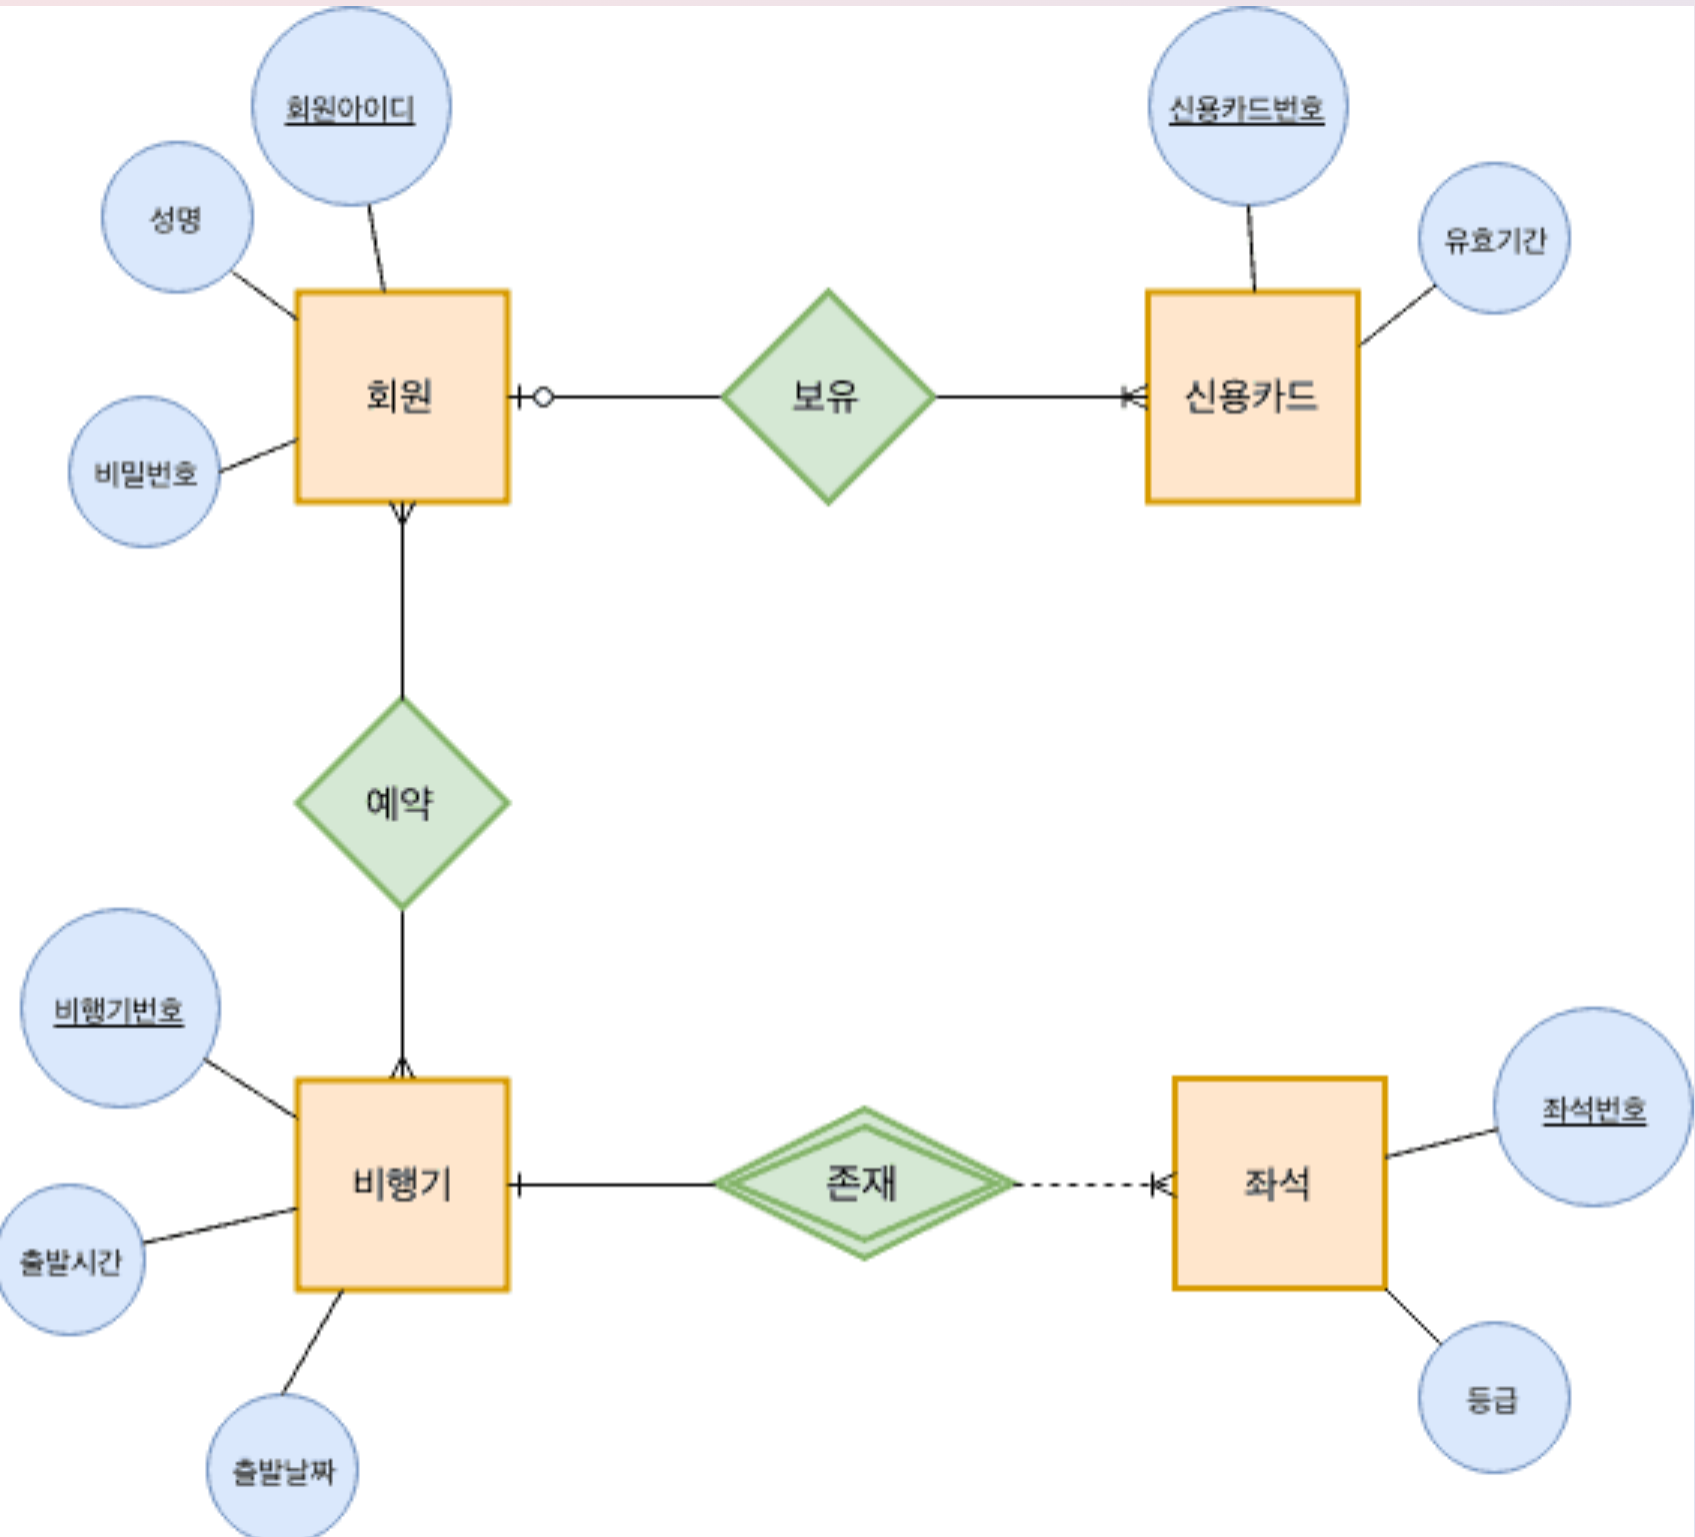 회원아이디
신용카드번호
성명
유효기간
회원
보유
신용카드
비밀번호
예약
비행기번호
좌석번호
비행기
존재
좌석
출발시간
등급
출발날짜